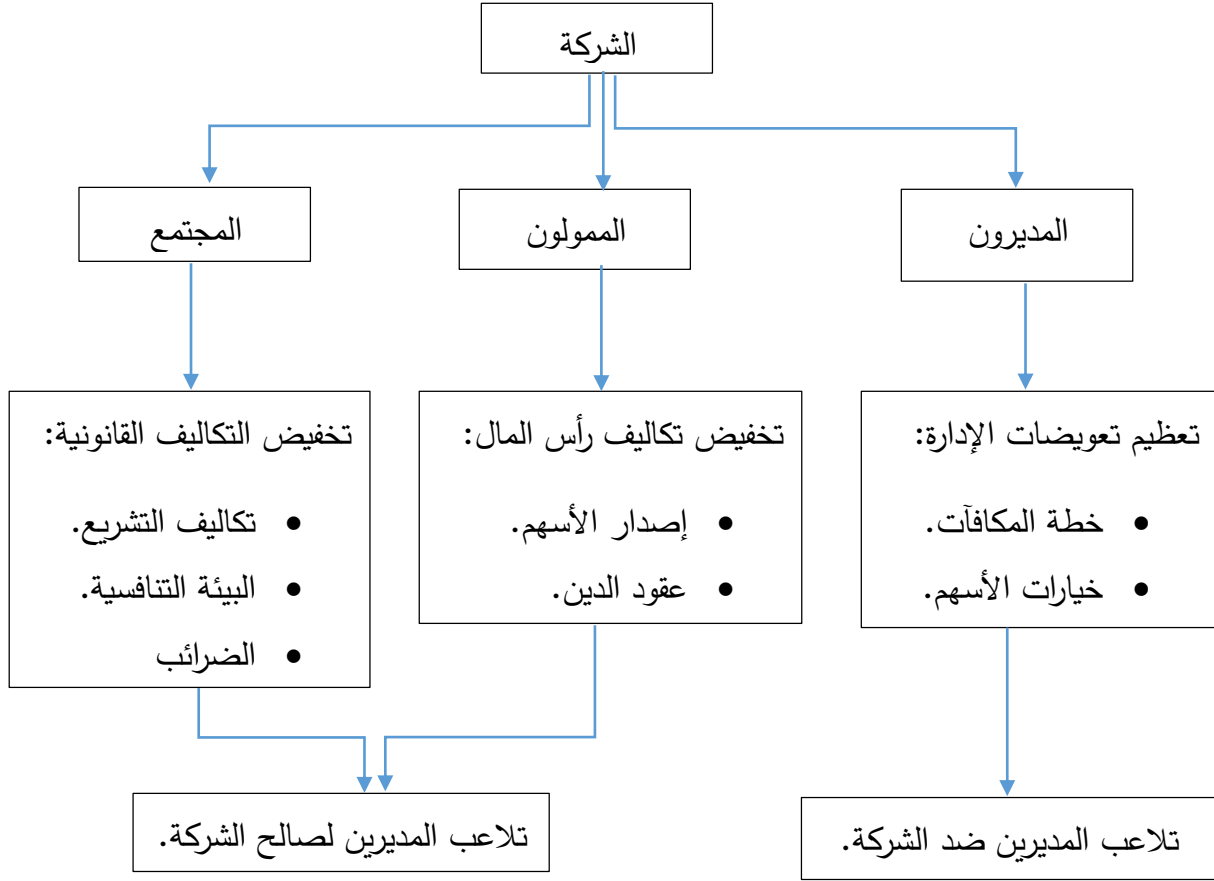 الشركة
المديرون
الممولون
المجتمع
تعظيم تعويضات الإدارة:
• خطة المكافآت.
• خيارات الأسهم.
تخفيض تكاليف رأس المال:
• إصدار الأسهم.
• عقود الدين.
تخفيض التكاليف القانونية:
• تكاليف التشريع.
• البيئة التنافسية.
• الضرائب
تلاعب المديرين ضد الشركة.
تلاعب المديرين لصالح الشركة.